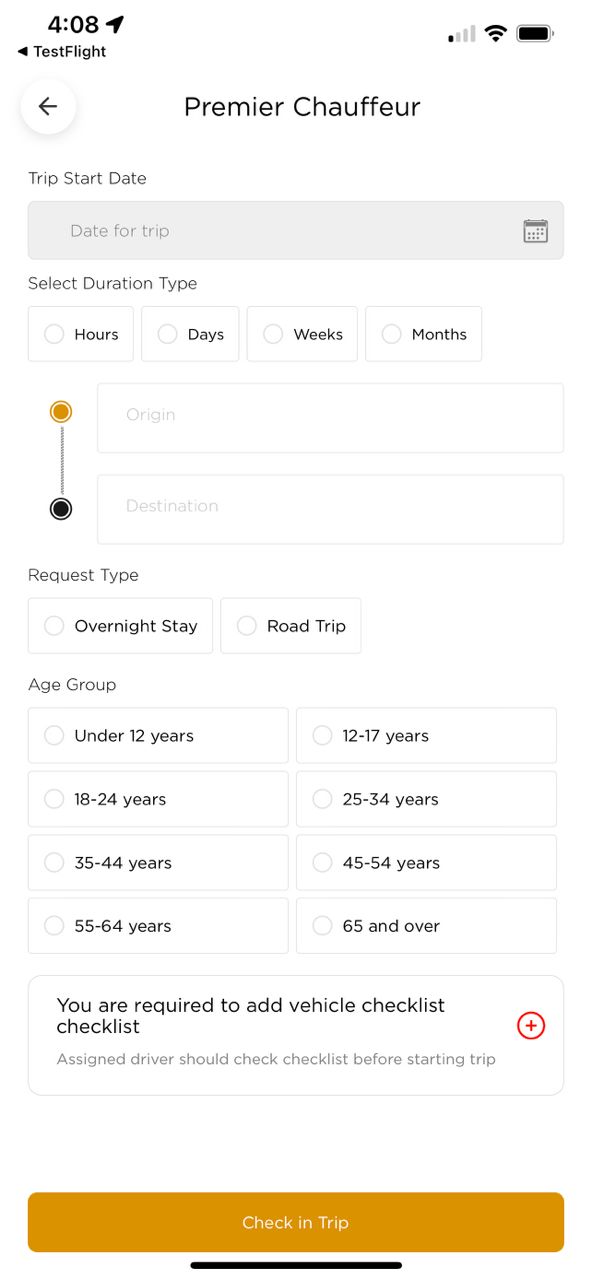 4:08
◀ TestFlight
Premier Chauffeur
Trip Start Date
Date for trip
Select Duration Type
Hours Days Weeks Months
Origin
Destination
Request Type
Overnight Stay Road Trip
Age Group
Under 12 years 12-17 years
18-24 years 25-34 years
35-44 years 45-54 years
55-64 years 65 and over
You are required to add vehicle checklist
checklist
Assigned driver should check checklist before starting trip
Check in Trip